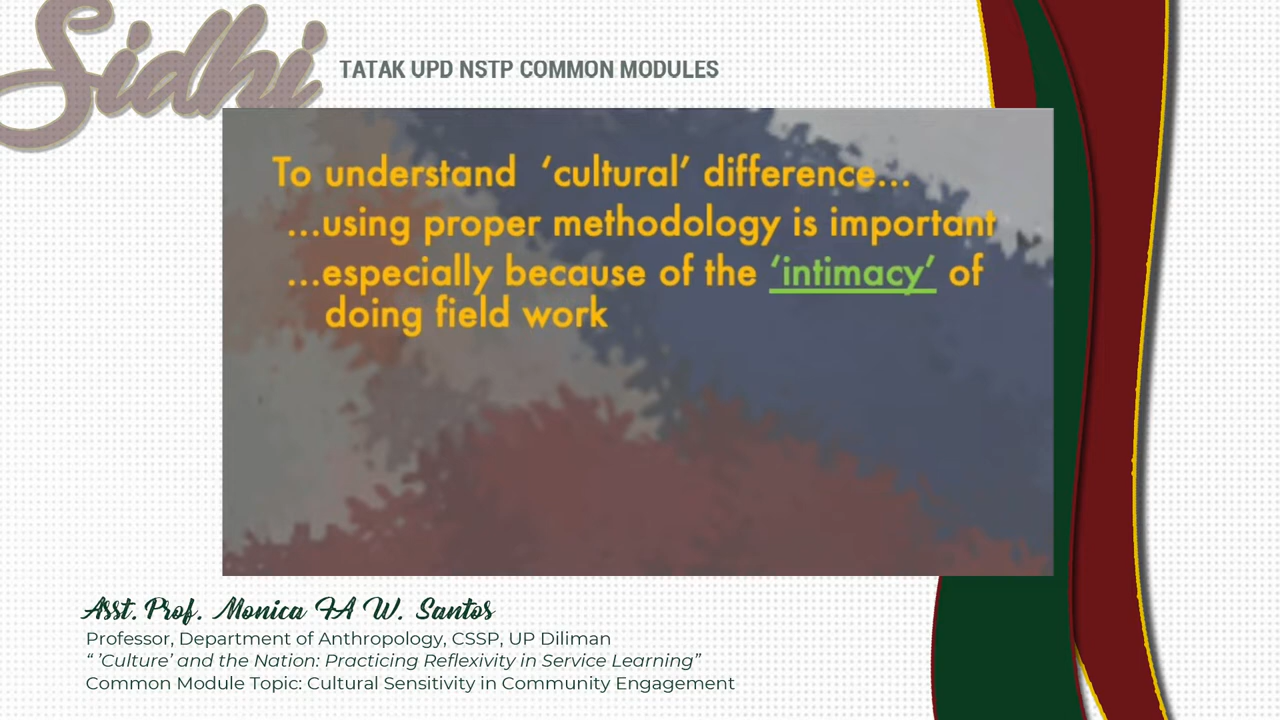 Sidhi
TATAK UPD NSTP COMMON MODULES
To understand ‘cultural’ difference...
...using proper methodology is important
...especially because of the ‘intimacy’ of
doing field work
Asst. Prof. Monica FA W. Santos
Professor, Department of Anthropology, CSSP, UP Diliman
“ ’Culture’ and the Nation: Practicing Reflexivity in Service Learning”
Common Module Topic: Cultural Sensitivity in Community Engagement